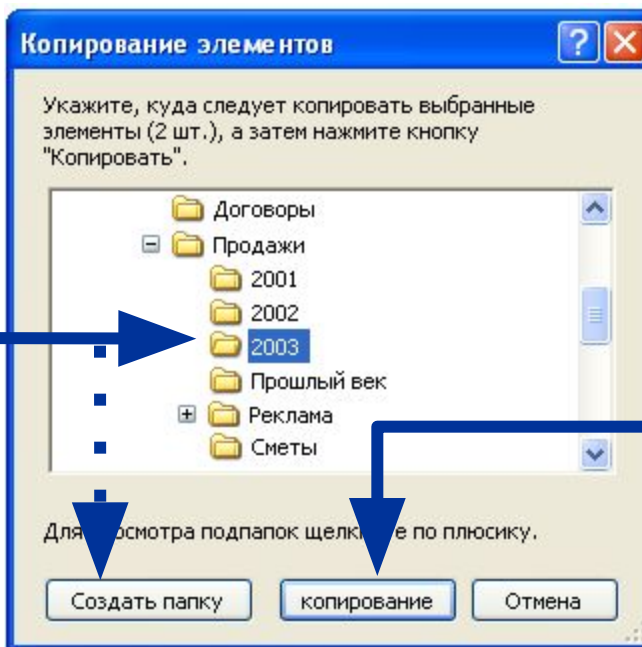 Копирование элементов
Укажите, куда следует копировать выбранные
элементы (2 шт.), а затем нажмите кнопку
"Копировать".
Договоры
Продажи
2001
2002
2003
Прошлый век
Реклама
Сметы
подпапок по плюсику.
Создать папку копирование Отмена